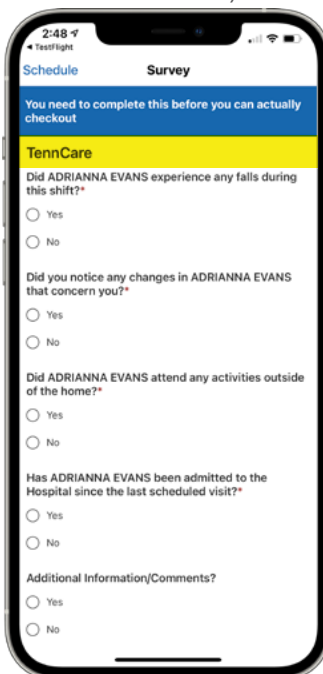 2:48
◀ TestFlight
Schedule Survey
You need to complete this before you can actually
checkout
TennCare
Did ADRIANNA EVANS experience any falls during
this shift?*
Yes
No
Did you notice any changes in ADRIANNA EVANS
that concern you?*
Yes
No
Did ADRIANNA EVANS attend any activities outside
of the home?*
Yes
No
Has ADRIANNA EVANS been admitted to the
Hospital since the last scheduled visit?*
Yes
No
Additional Information/Comments?
Yes
No